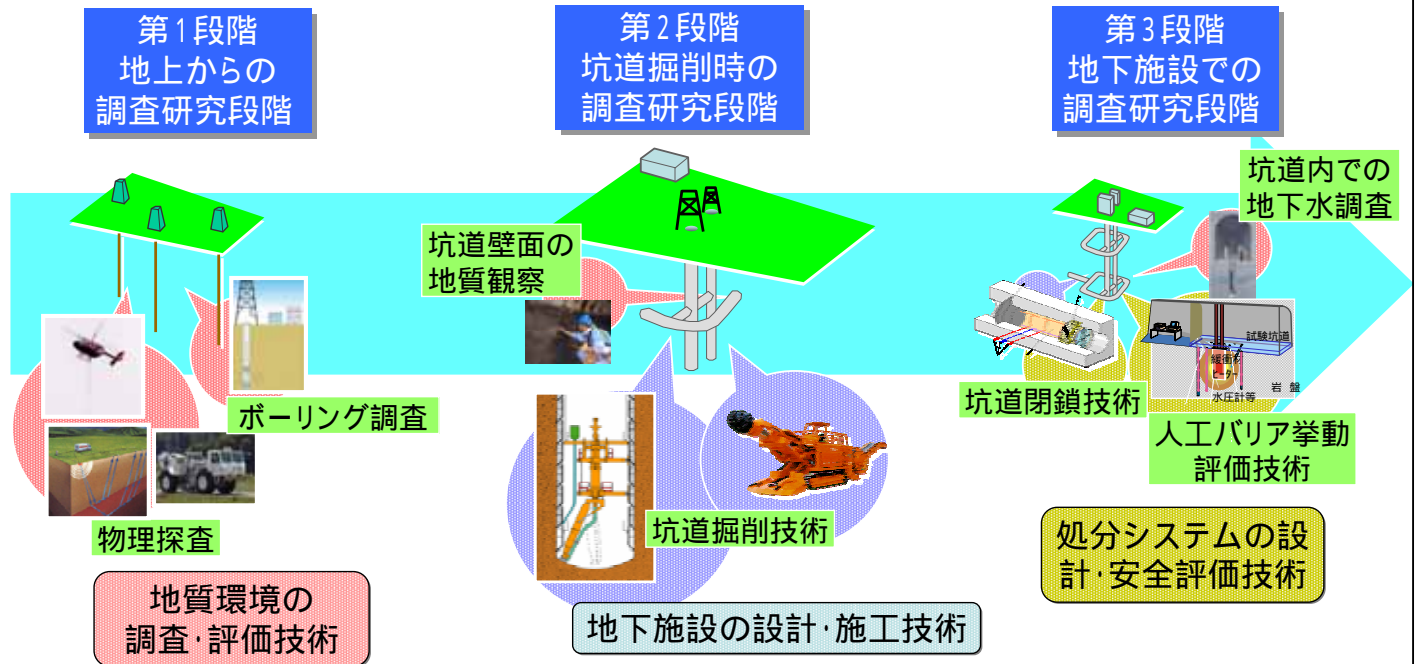 第1段階
地上からの
調査研究段階
第2段階
坑道掘削時の
調査研究段階
第3段階
地下施設での
調査研究段階
坑道壁面の
地質観察
坑道内での
地下水調査
ボーリング調査
物理探査
坑道掘削技術
坑道閉鎖技術
試験坑道
緩衝材
ヒーター
岩 盤
水圧計等
人工バリア挙動
評価技術
地質環境の
調査・評価技術
地下施設の設計・施工技術
処分システムの設
計・安全評価技術